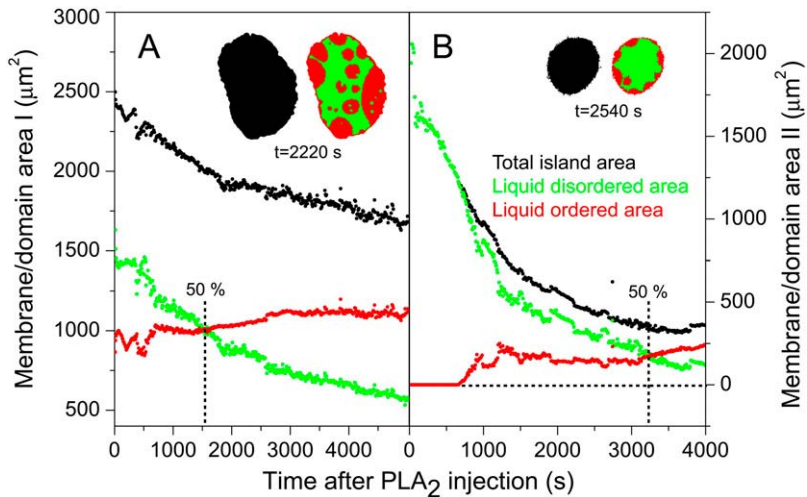 A
B
t=2220 s
t=2540 s
Total island area
Liquid disordered area
Liquid ordered area
50 %
50 %
Membrane/domain area I (μm²)
3000
2500
2000
1500
1000
500
Membrane/domain area II (μm²)
2000
1500
1000
500
0
0 1000 2000 3000 4000 0 1000 2000 3000 4000
Time after PLA₂ injection (s)